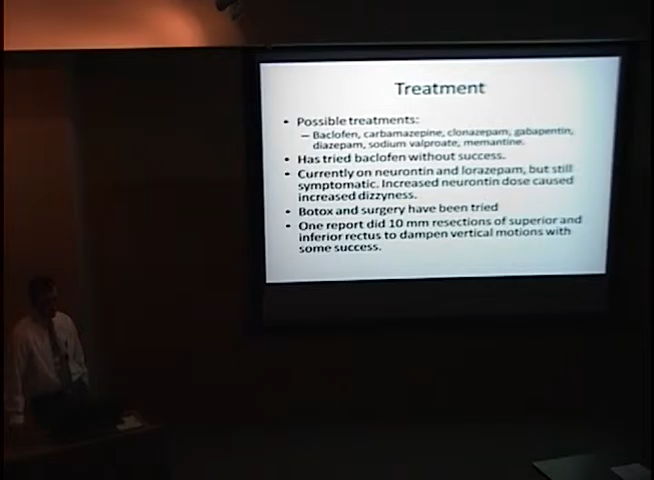 Treatment
• Possible treatments:
– Baclofen, carbamazepine, clonazepam, gabapentin,
diazepam, sodium valproate, memantine.
• Has tried baclofen without success.
• Currently on neurontin and lorazepam, but still
symptomatic. Increased neurontin dose caused
increased dizzyness.
• Botox and surgery have been tried
• One report did 10 mm resections of superior and
inferior rectus to dampen vertical motions with
some success.